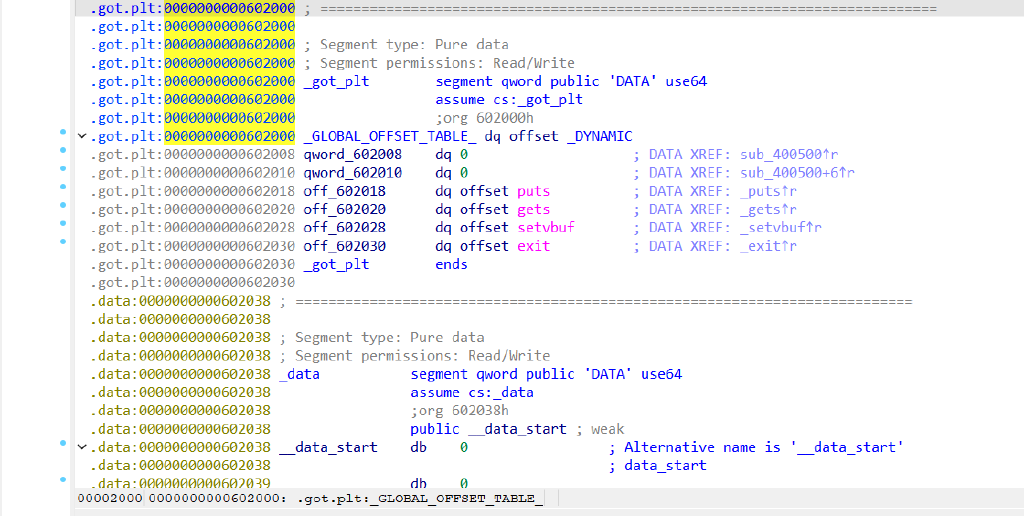 .got.plt:0000000000602000 ; ===========================================================================
.got.plt:0000000000602000
.got.plt:0000000000602000 ; Segment type: Pure data
.got.plt:0000000000602000 ; Segment permissions: Read/Write
.got.plt:0000000000602000 _got_plt segment qword public 'DATA' use64
.got.plt:0000000000602000 assume cs:_got_plt
.got.plt:0000000000602000 ;org 602000h
.got.plt:0000000000602000 _GLOBAL_OFFSET_TABLE_ dq offset _DYNAMIC
.got.plt:0000000000602008 qword_602008 dq 0 ; DATA XREF: sub_400500↑r
.got.plt:0000000000602010 qword_602010 dq 0 ; DATA XREF: sub_400500+6↑r
.got.plt:0000000000602018 off_602018 dq offset puts ; DATA XREF: _puts↑r
.got.plt:0000000000602020 off_602020 dq offset gets ; DATA XREF: _gets↑r
.got.plt:0000000000602028 off_602028 dq offset setvbuf ; DATA XREF: _setvbuf↑r
.got.plt:0000000000602030 off_602030 dq offset exit ; DATA XREF: _exit↑r
.got.plt:0000000000602030 _got_plt ends
.got.plt:0000000000602030
.data:0000000000602038 ; ===========================================================================
.data:0000000000602038
.data:0000000000602038 ; Segment type: Pure data
.data:0000000000602038 ; Segment permissions: Read/Write
.data:0000000000602038 _data segment qword public 'DATA' use64
.data:0000000000602038 assume cs:_data
.data:0000000000602038 ;org 602038h
.data:0000000000602038 public __data_start ; weak
.data:0000000000602038 __data_start db 0 ; Alternative name is '__data_start'
.data:0000000000602038 ; data_start
.data:0000000000602039 db 0
00002000 0000000000602000: .got.plt:_GLOBAL_OFFSET_TABLE_